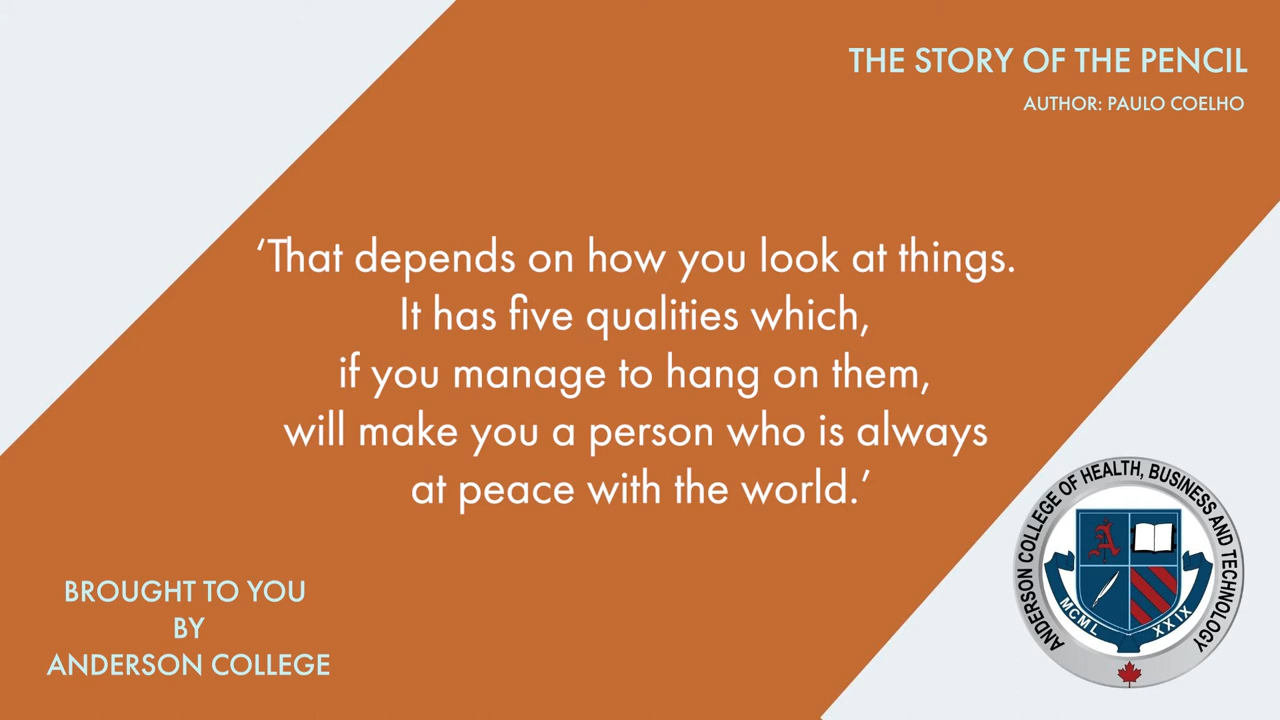 THE STORY OF THE PENCIL
AUTHOR: PAULO COELHO
‘That depends on how you look at things.
It has five qualities which,
if you manage to hang on them,
will make you a person who is always
at peace with the world.’
BROUGHT TO YOU
BY
ANDERSON COLLEGE
ANDERSON COLLEGE OF HEALTH, BUSINESS AND TECHNOLOGY
A
MCML XXIX